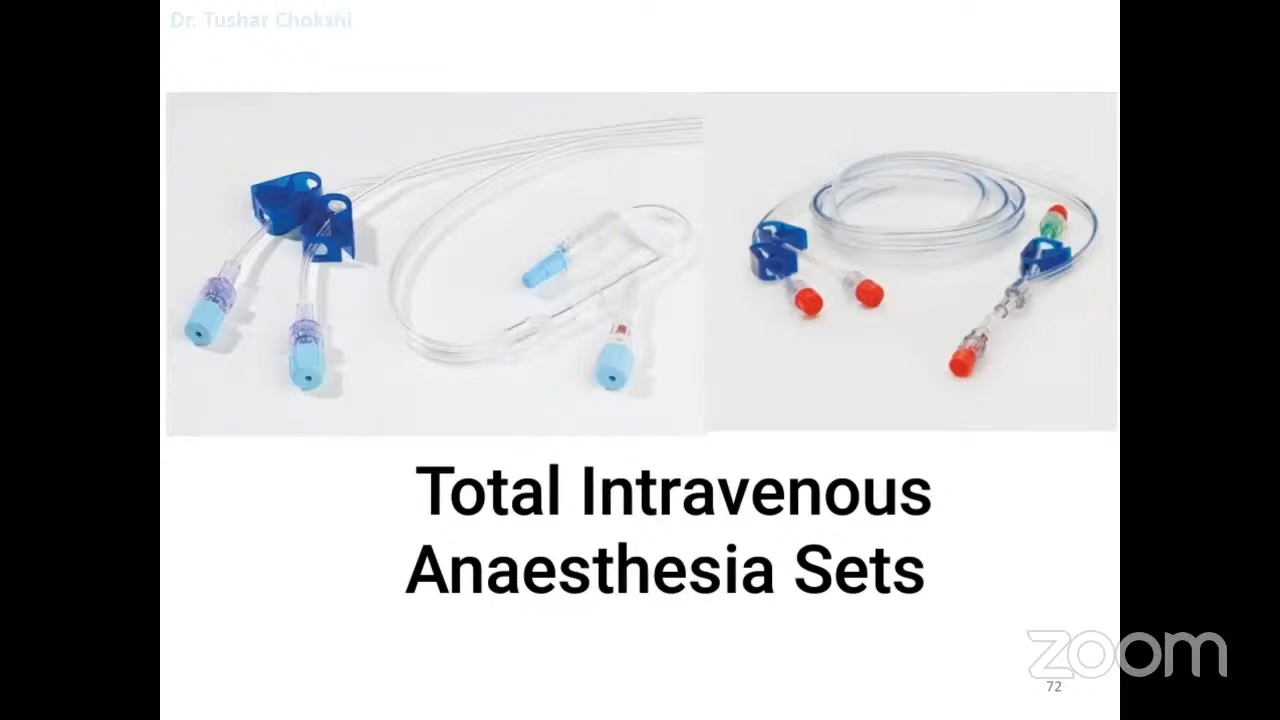 Dr. Tushar Chokshi
Total Intravenous
Anaesthesia Sets
zoom
72